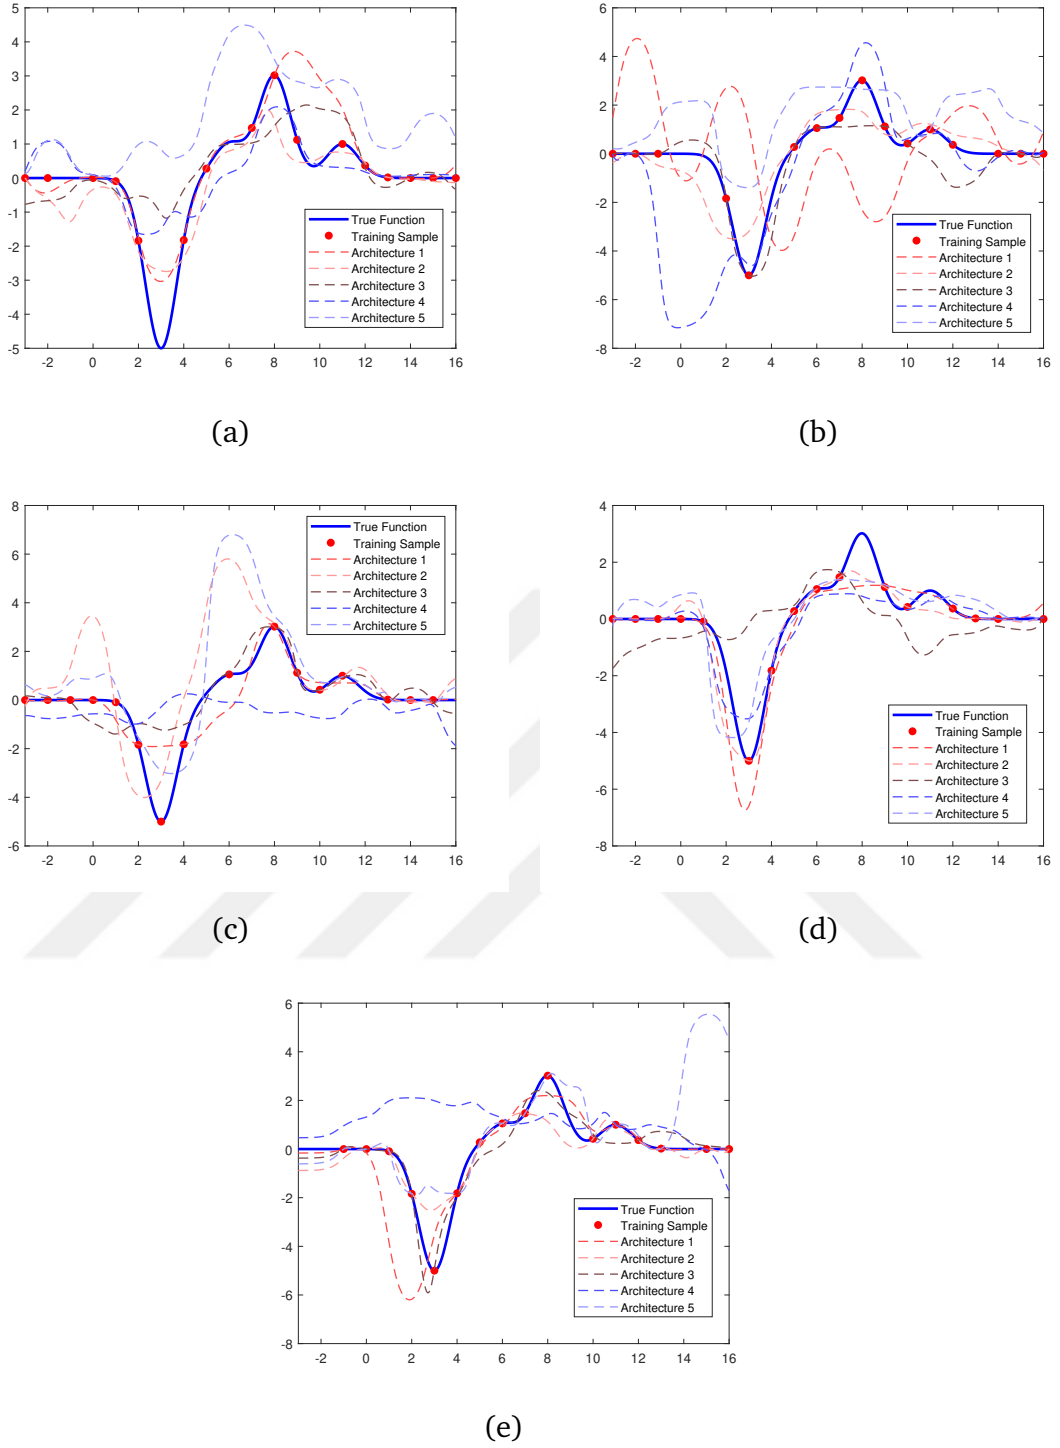 5
4
3
2
1
0
-1
-2
-3
-4
-5
-2 0 2 4 6 8 10 12 14 16
True Function
Training Sample
Architecture 1
Architecture 2
Architecture 3
Architecture 4
Architecture 5
(a)
6
4
2
0
-2
-4
-6
-8
-2 0 2 4 6 8 10 12 14 16
True Function
Training Sample
Architecture 1
Architecture 2
Architecture 3
Architecture 4
Architecture 5
(b)
8
6
4
2
0
-2
-4
-6
-2 0 2 4 6 8 10 12 14 16
True Function
Training Sample
Architecture 1
Architecture 2
Architecture 3
Architecture 4
Architecture 5
(c)
4
2
0
-2
-4
-6
-8
-2 0 2 4 6 8 10 12 14 16
True Function
Training Sample
Architecture 1
Architecture 2
Architecture 3
Architecture 4
Architecture 5
(d)
6
4
2
0
-2
-4
-6
-8
-2 0 2 4 6 8 10 12 14 16
True Function
Training Sample
Architecture 1
Architecture 2
Architecture 3
Architecture 4
Architecture 5
(e)